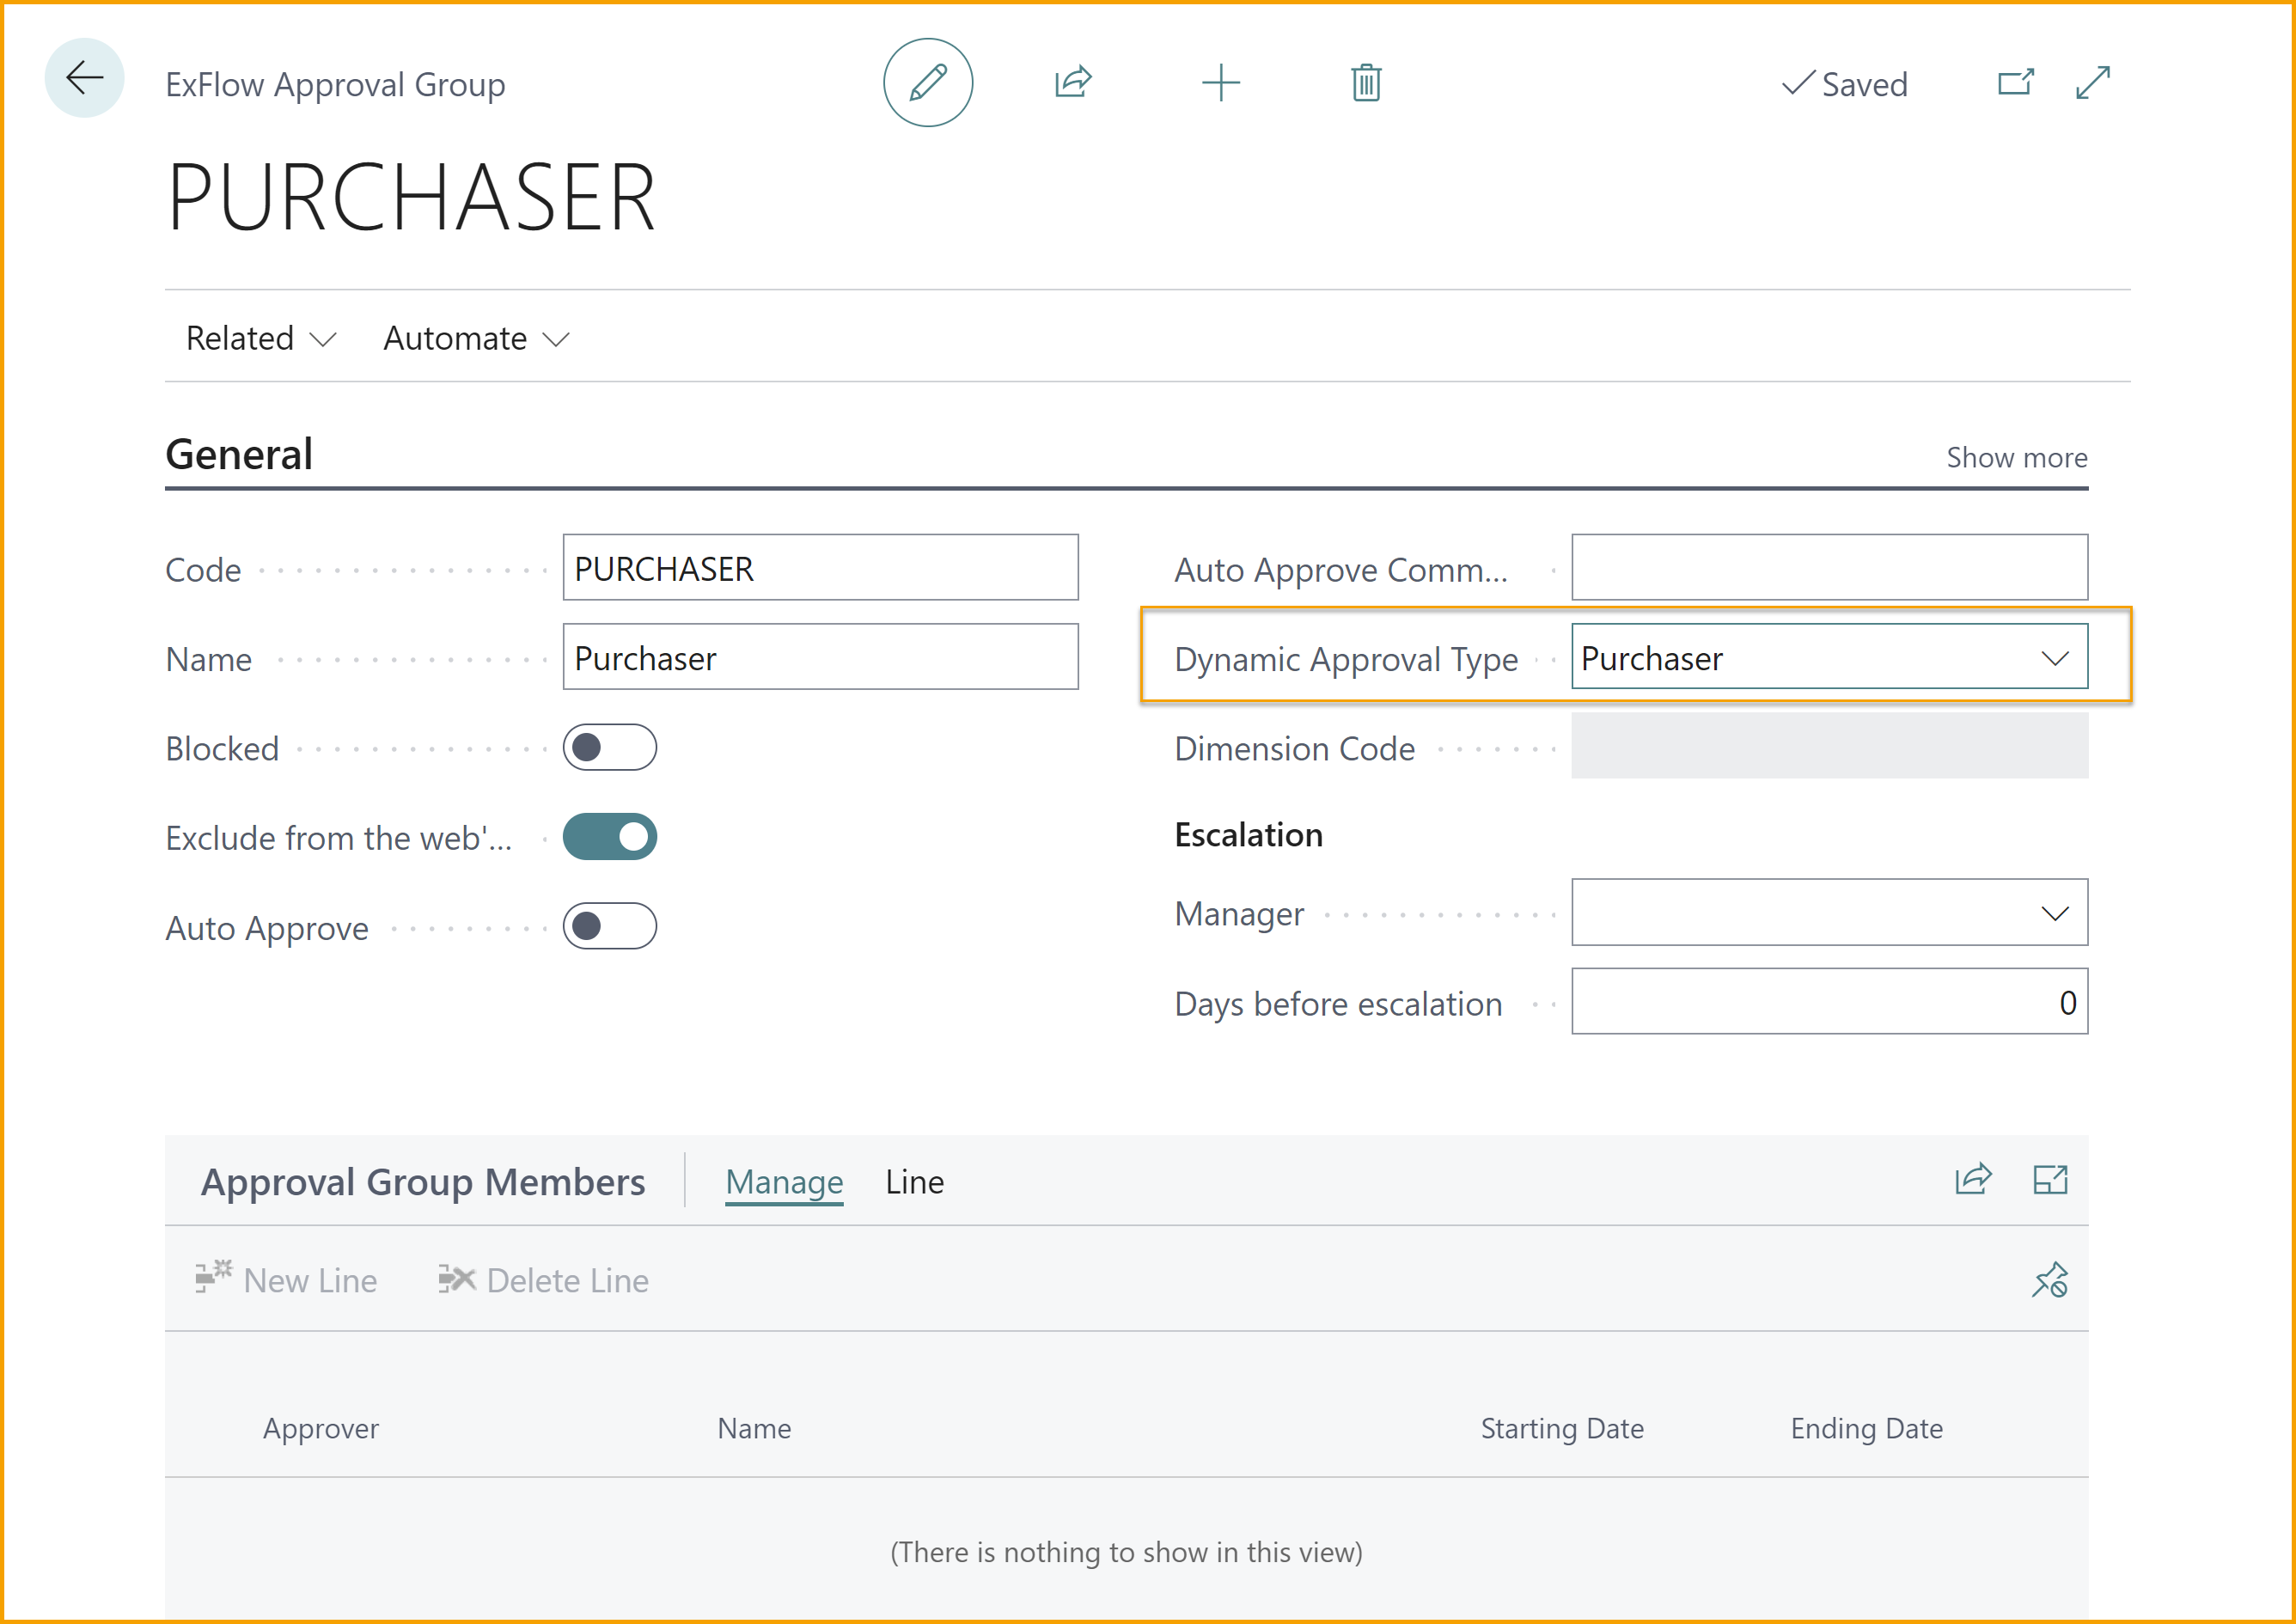 ExFlow Approval Group
Saved
PURCHASER
Related Automate
General
Show more
Code PURCHASER
Name Purchaser
Blocked
Exclude from the web'...
Auto Approve
Auto Approve Comm...
Dynamic Approval Type Purchaser
Dimension Code
Escalation
Manager
Days before escalation 0
Approval Group Members Manage Line
New Line Delete Line
Approver Name Starting Date Ending Date
(There is nothing to show in this view)